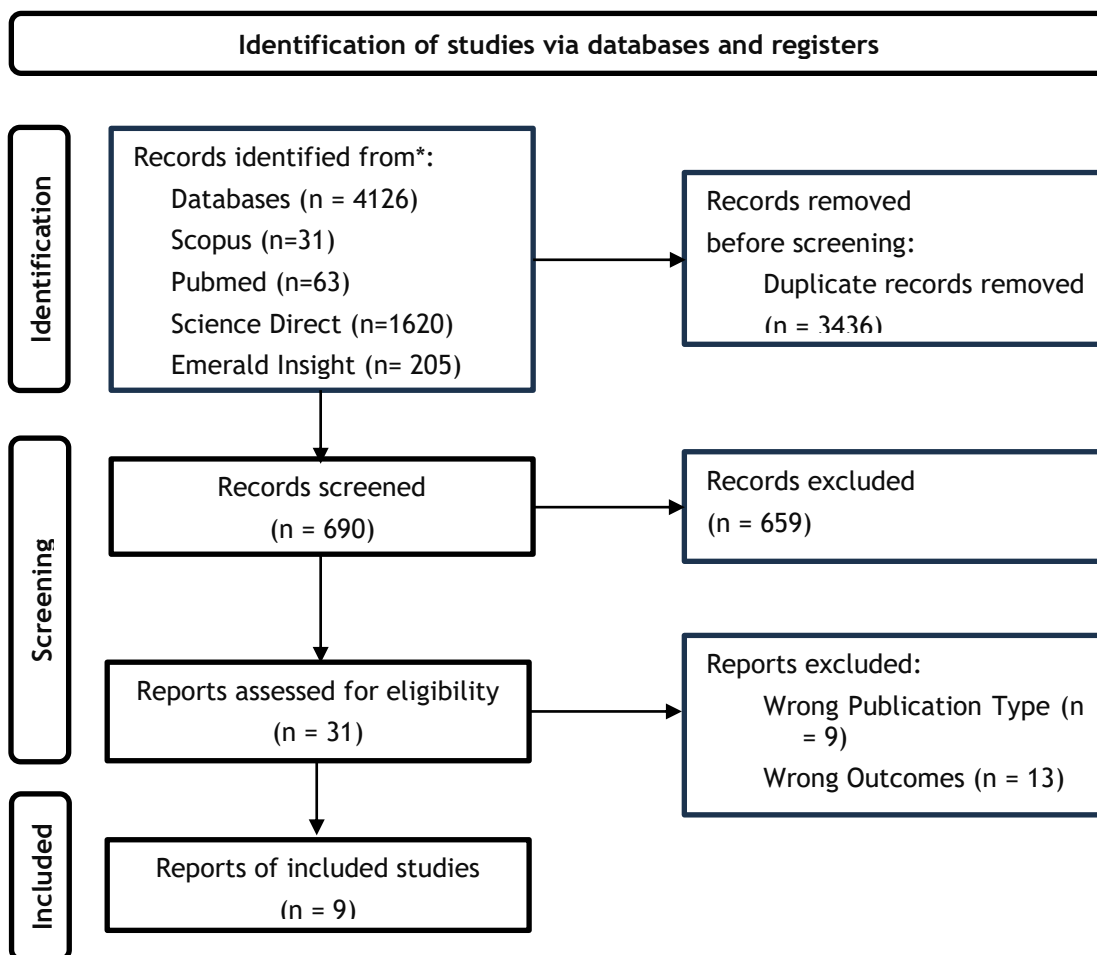 Identification of studies via databases and registers
Identification
Records identified from*:
Databases (n = 4126)
Scopus (n=31)
Pubmed (n=63)
Science Direct (n=1620)
Emerald Insight (n= 205)
Records removed
before screening:
Duplicate records removed
(n = 3436)
Screening
Records screened
(n = 690)
Records excluded
(n = 659)
Reports assessed for eligibility
(n = 31)
Reports excluded:
Wrong Publication Type (n
= 9)
Wrong Outcomes (n = 13)
Included
Reports of included studies
(n = 9)